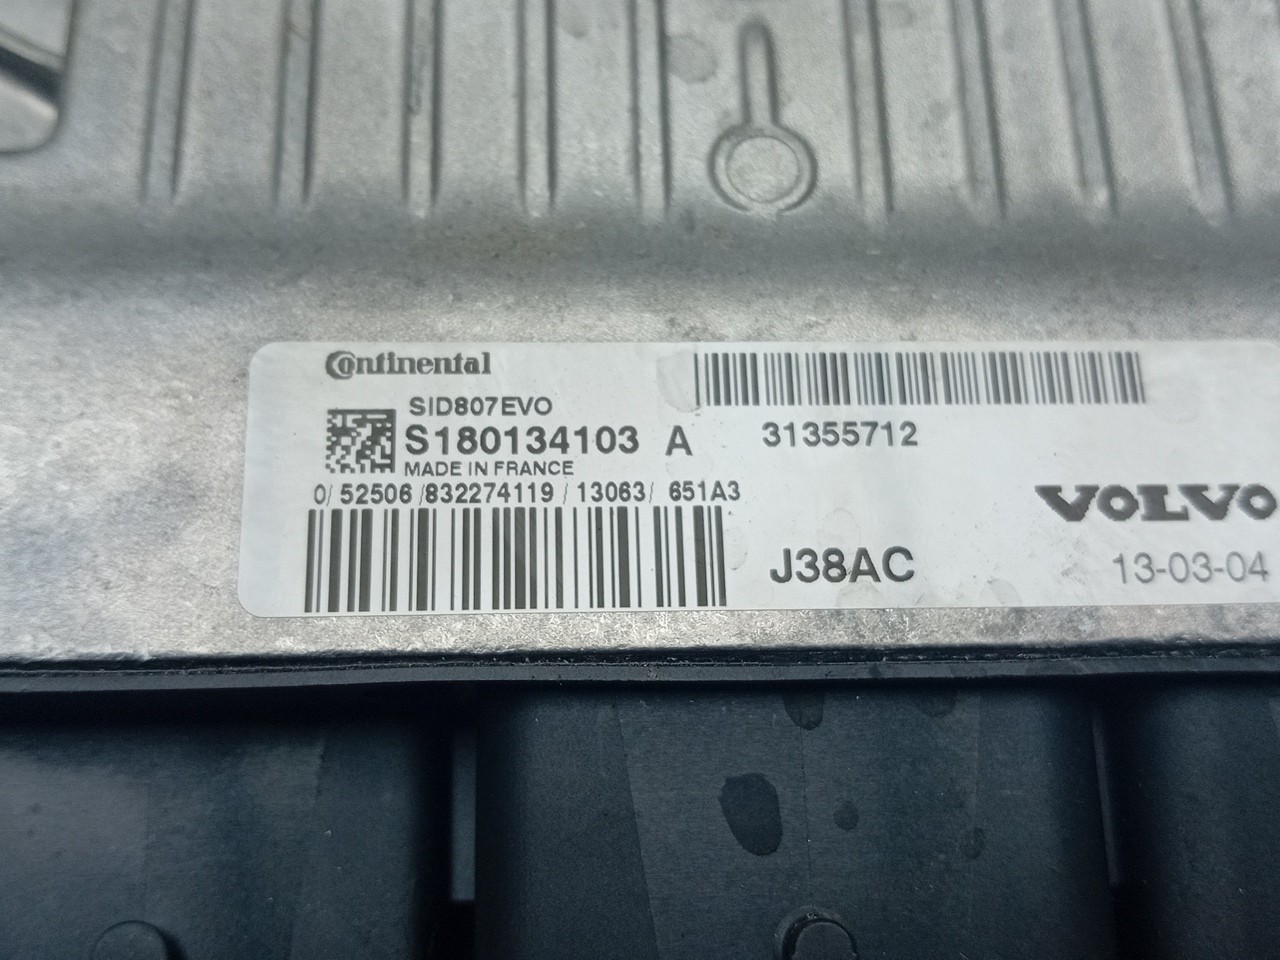 Continental
SID807EVO
S180134103 A
MADE IN FRANCE
0/ 52506 /832274119 / 13063/ 651A3
31355712
VOLVO
J38AC
13-03-04